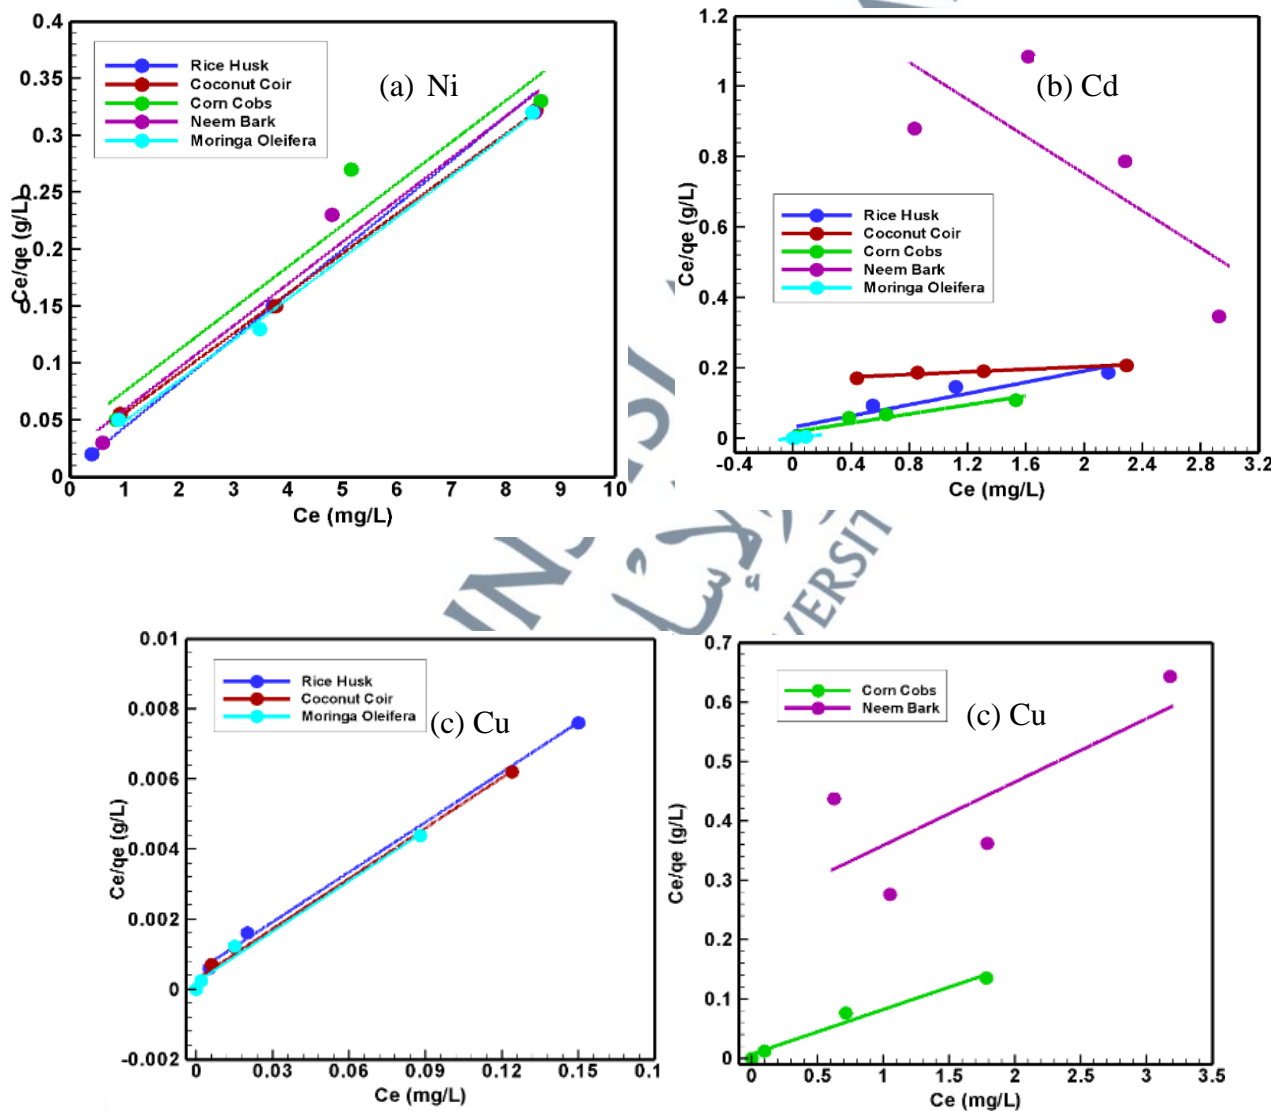 0.4
0.35
0.3
0.25
0.2
0.15
0.1
0.05
0
Ce/qe (g/L)
Rice Husk
Coconut Coir
Corn Cobs
Neem Bark
Moringa Oleifera
(a) Ni
0 1 2 3 4 5 6 7 8 9 10
Ce (mg/L)
1.2
1
0.8
0.6
0.4
0.2
0
Ce/qe (g/L)
(b) Cd
Rice Husk
Coconut Coir
Corn Cobs
Neem Bark
Moringa Oleifera
-0.4 0 0.4 0.8 1.2 1.6 2 2.4 2.8 3.2
Ce (mg/L)
VERSIT
0.01
0.008
0.006
0.004
0.002
0
-0.002
Ce/qe (g/L)
Rice Husk
Coconut Coir
Moringa Oleifera
(c) Cu
0 0.03 0.06 0.09 0.12 0.15 0.1
Ce (mg/L)
0.7
0.6
0.5
0.4
0.3
0.2
0.1
0
Ce/qe (g/L)
Corn Cobs
Neem Bark
(c) Cu
0 0.5 1 1.5 2 2.5 3 3.5
Ce (mg/L)